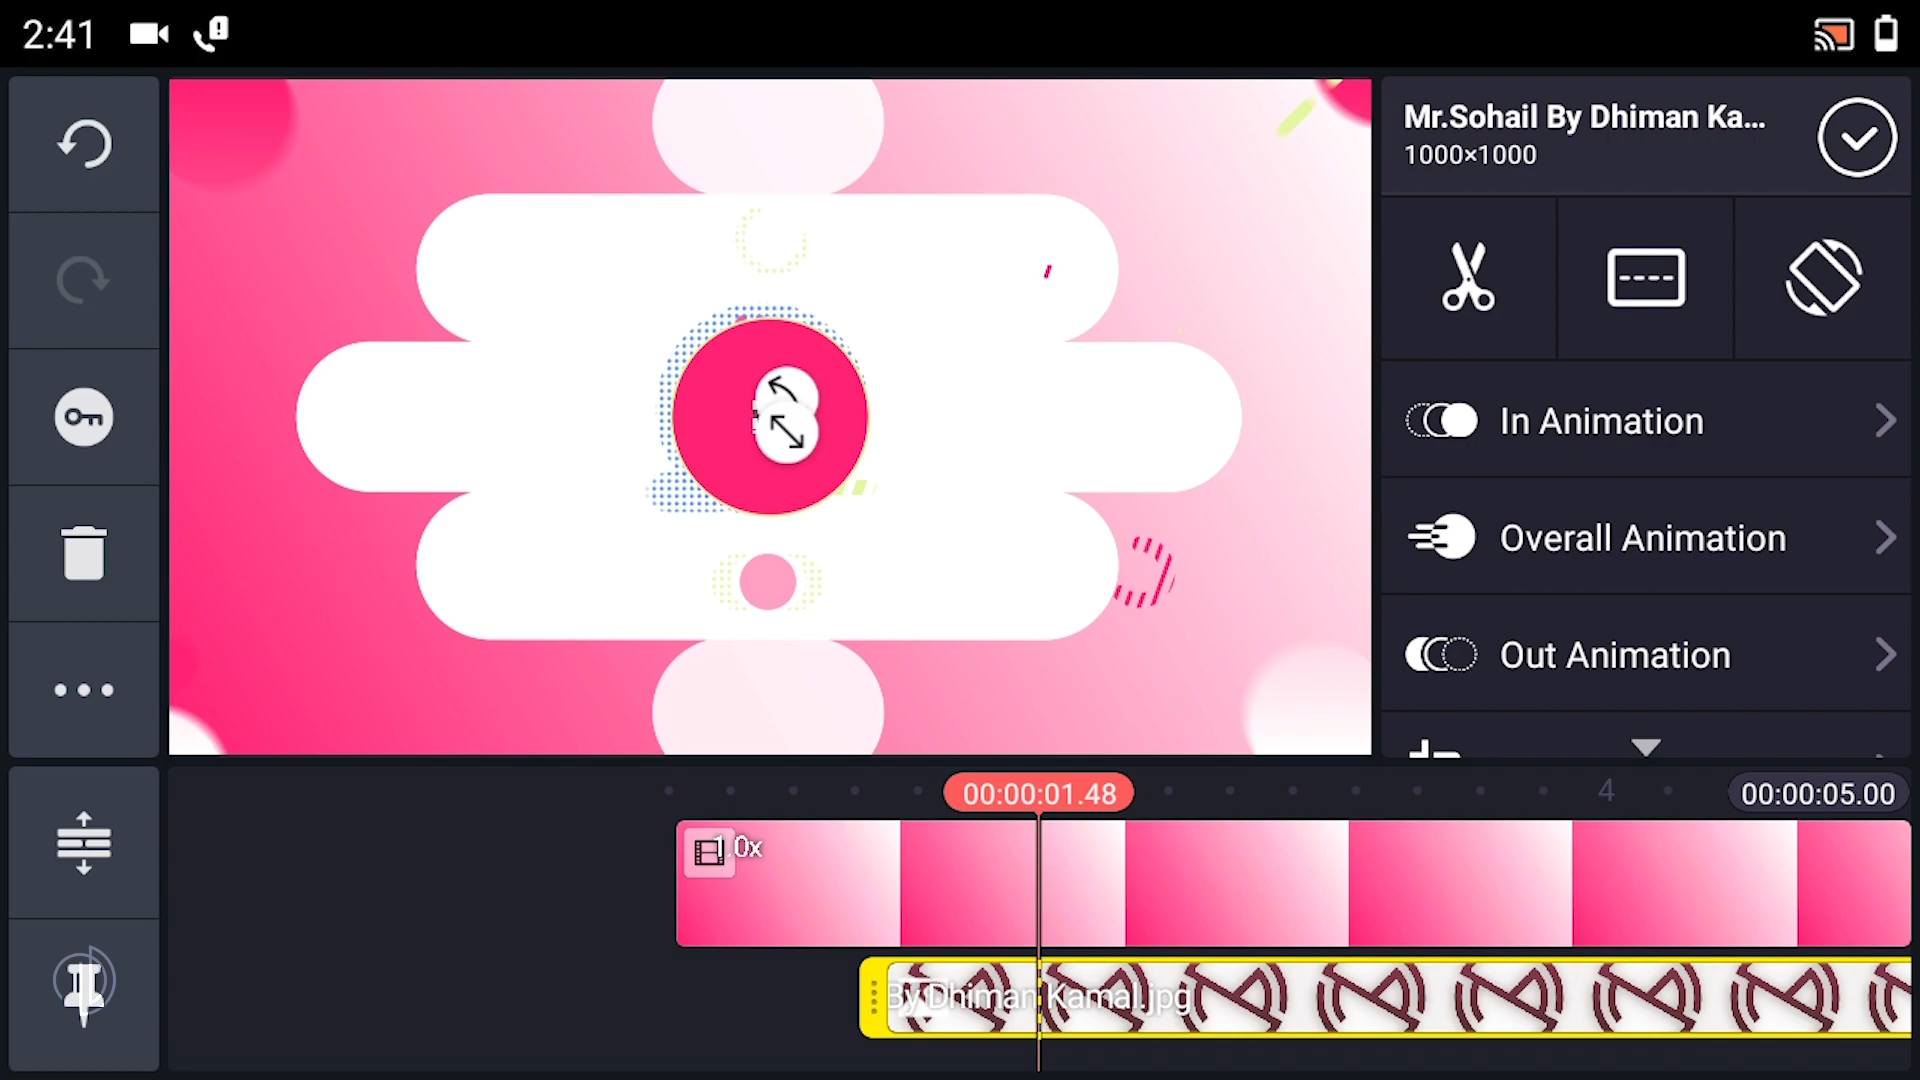 2:41
Mr.Sohail By Dhiman Ka...
1000×1000
In Animation
Overall Animation
Out Animation
00:00:01.48
4
00:00:05.00
1.0x
By Dhiman Kamal.jpg